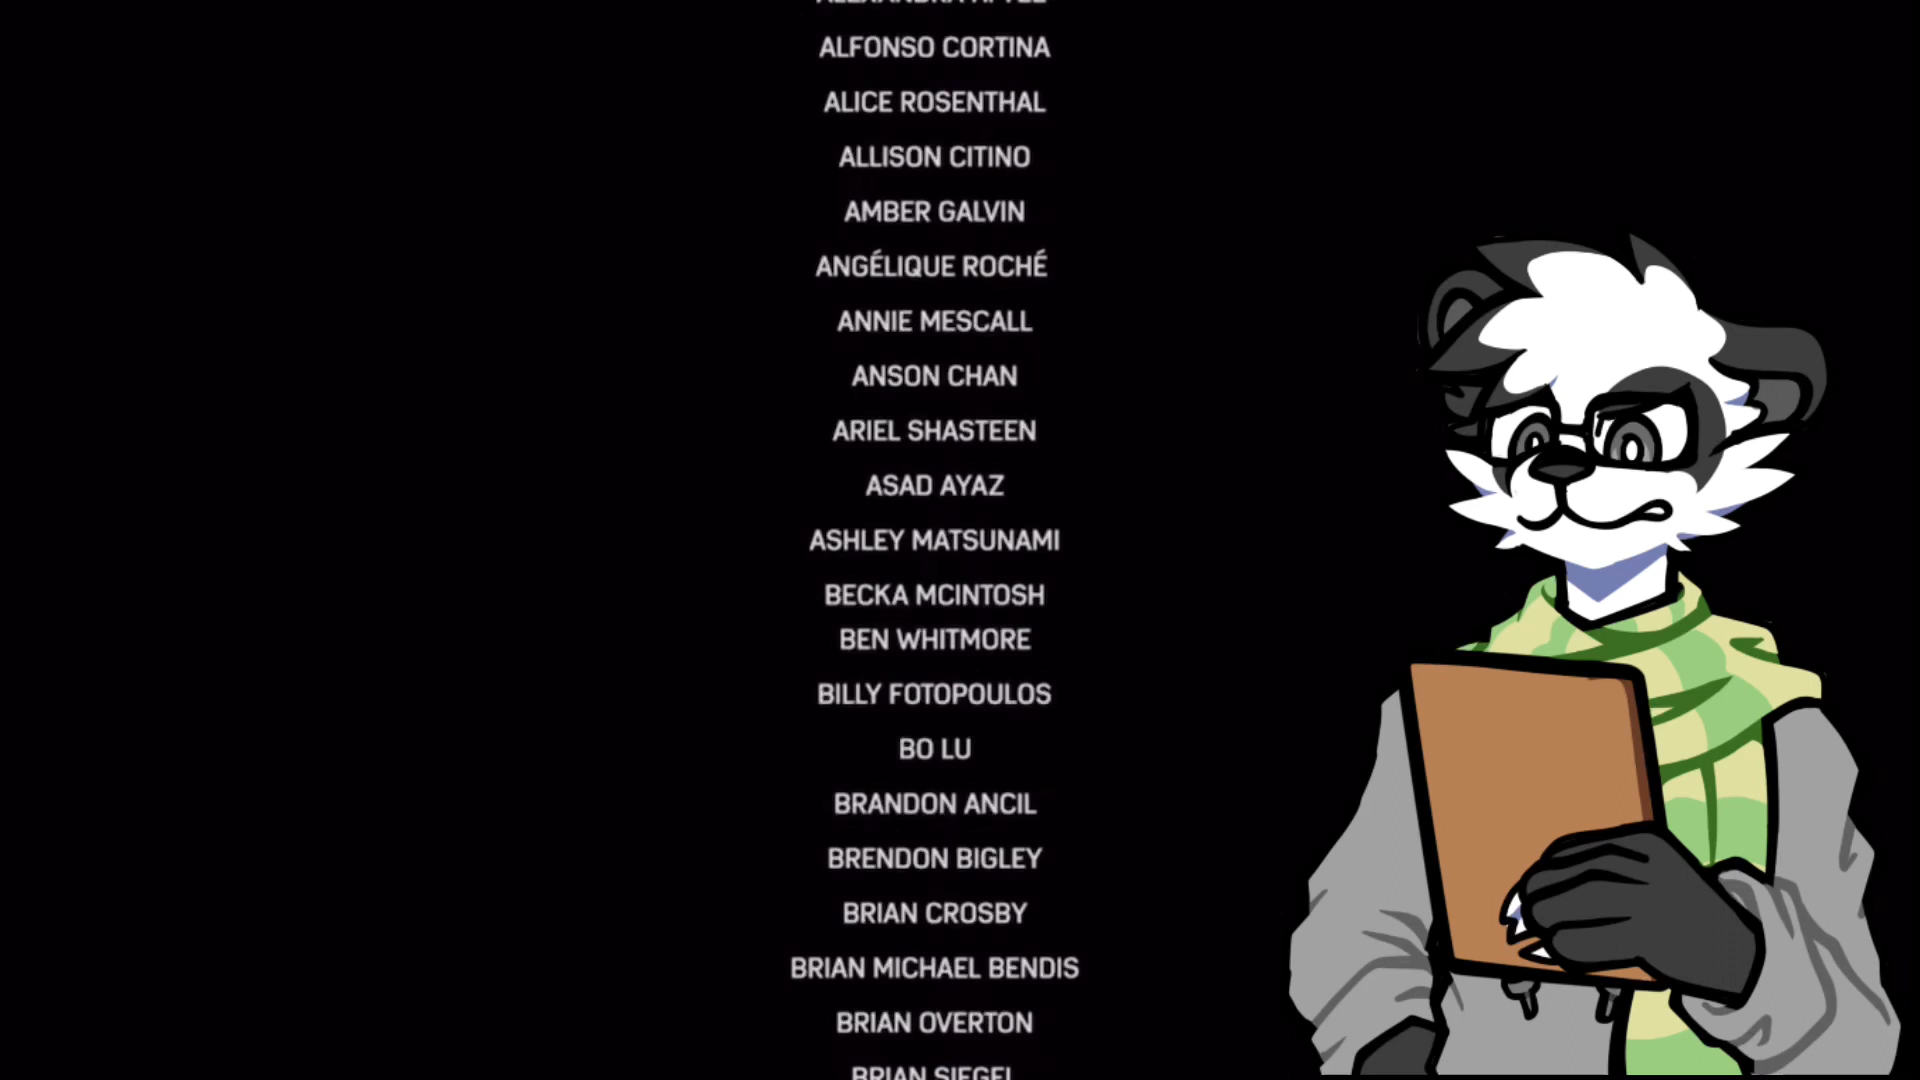 ALFONSO CORTINA
ALICE ROSENTHAL
ALLISON CITINO
AMBER GALVIN
ANGÉLIQUE ROCHÉ
ANNIE MESCALL
ANSON CHAN
ARIEL SHASTEEN
ASAD AYAZ
ASHLEY MATSUNAMI
BECKA MCINTOSH
BEN WHITMORE
BILLY FOTOPOULOS
BO LU
BRANDON ANCIL
BRENDON BIGLEY
BRIAN CROSBY
BRIAN MICHAEL BENDIS
BRIAN OVERTON
BRIAN SIEGEL